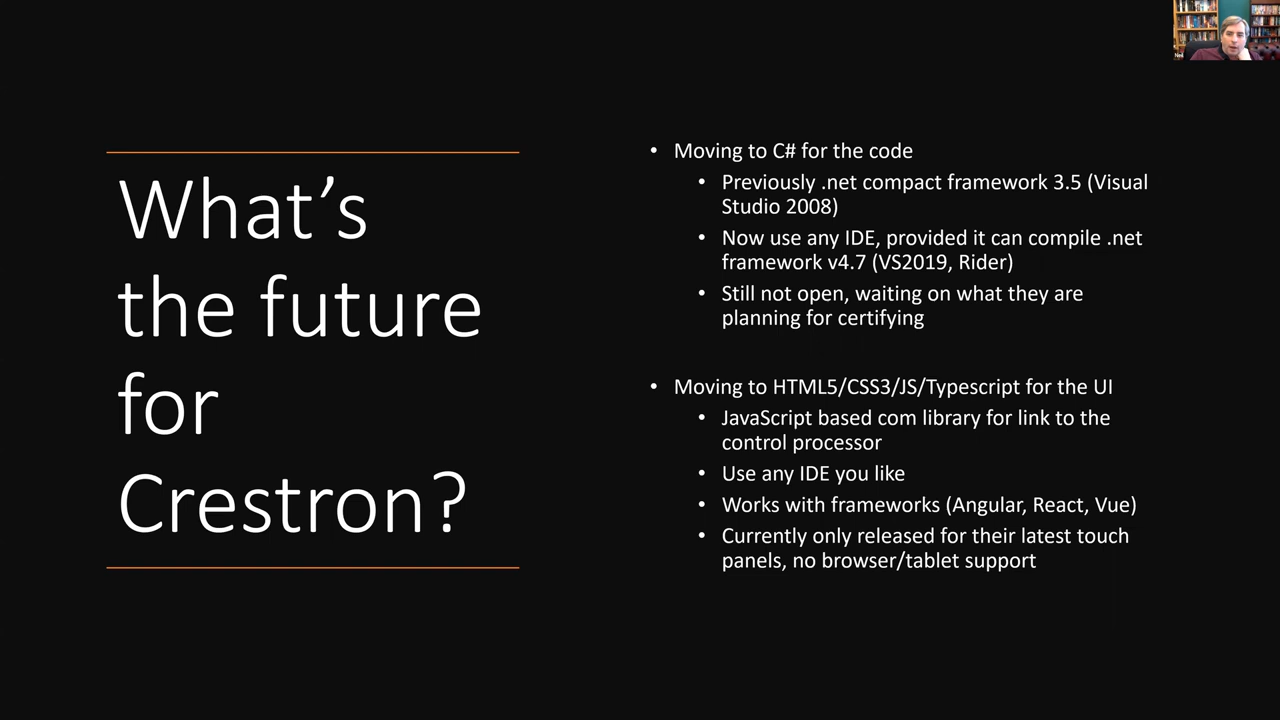 What's
the future
for
Crestron?
• Moving to C# for the code
• Previously .net compact framework 3.5 (Visual
Studio 2008)
• Now use any IDE, provided it can compile .net
framework v4.7 (VS2019, Rider)
• Still not open, waiting on what they are
planning for certifying
• Moving to HTML5/CSS3/JS/Typescript for the UI
• JavaScript based com library for link to the
control processor
• Use any IDE you like
• Works with frameworks (Angular, React, Vue)
• Currently only released for their latest touch
panels, no browser/tablet support